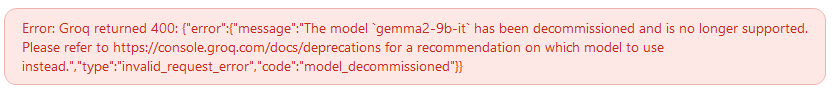 Error: Groq returned 400: {"error":{"message":"The model `gemma2-9b-it` has been decommissioned and is no longer supported.
Please refer to https://console.groq.com/docs/deprecations for a recommendation on which model to use
instead.","type":"invalid_request_error","code":"model_decommissioned"}}